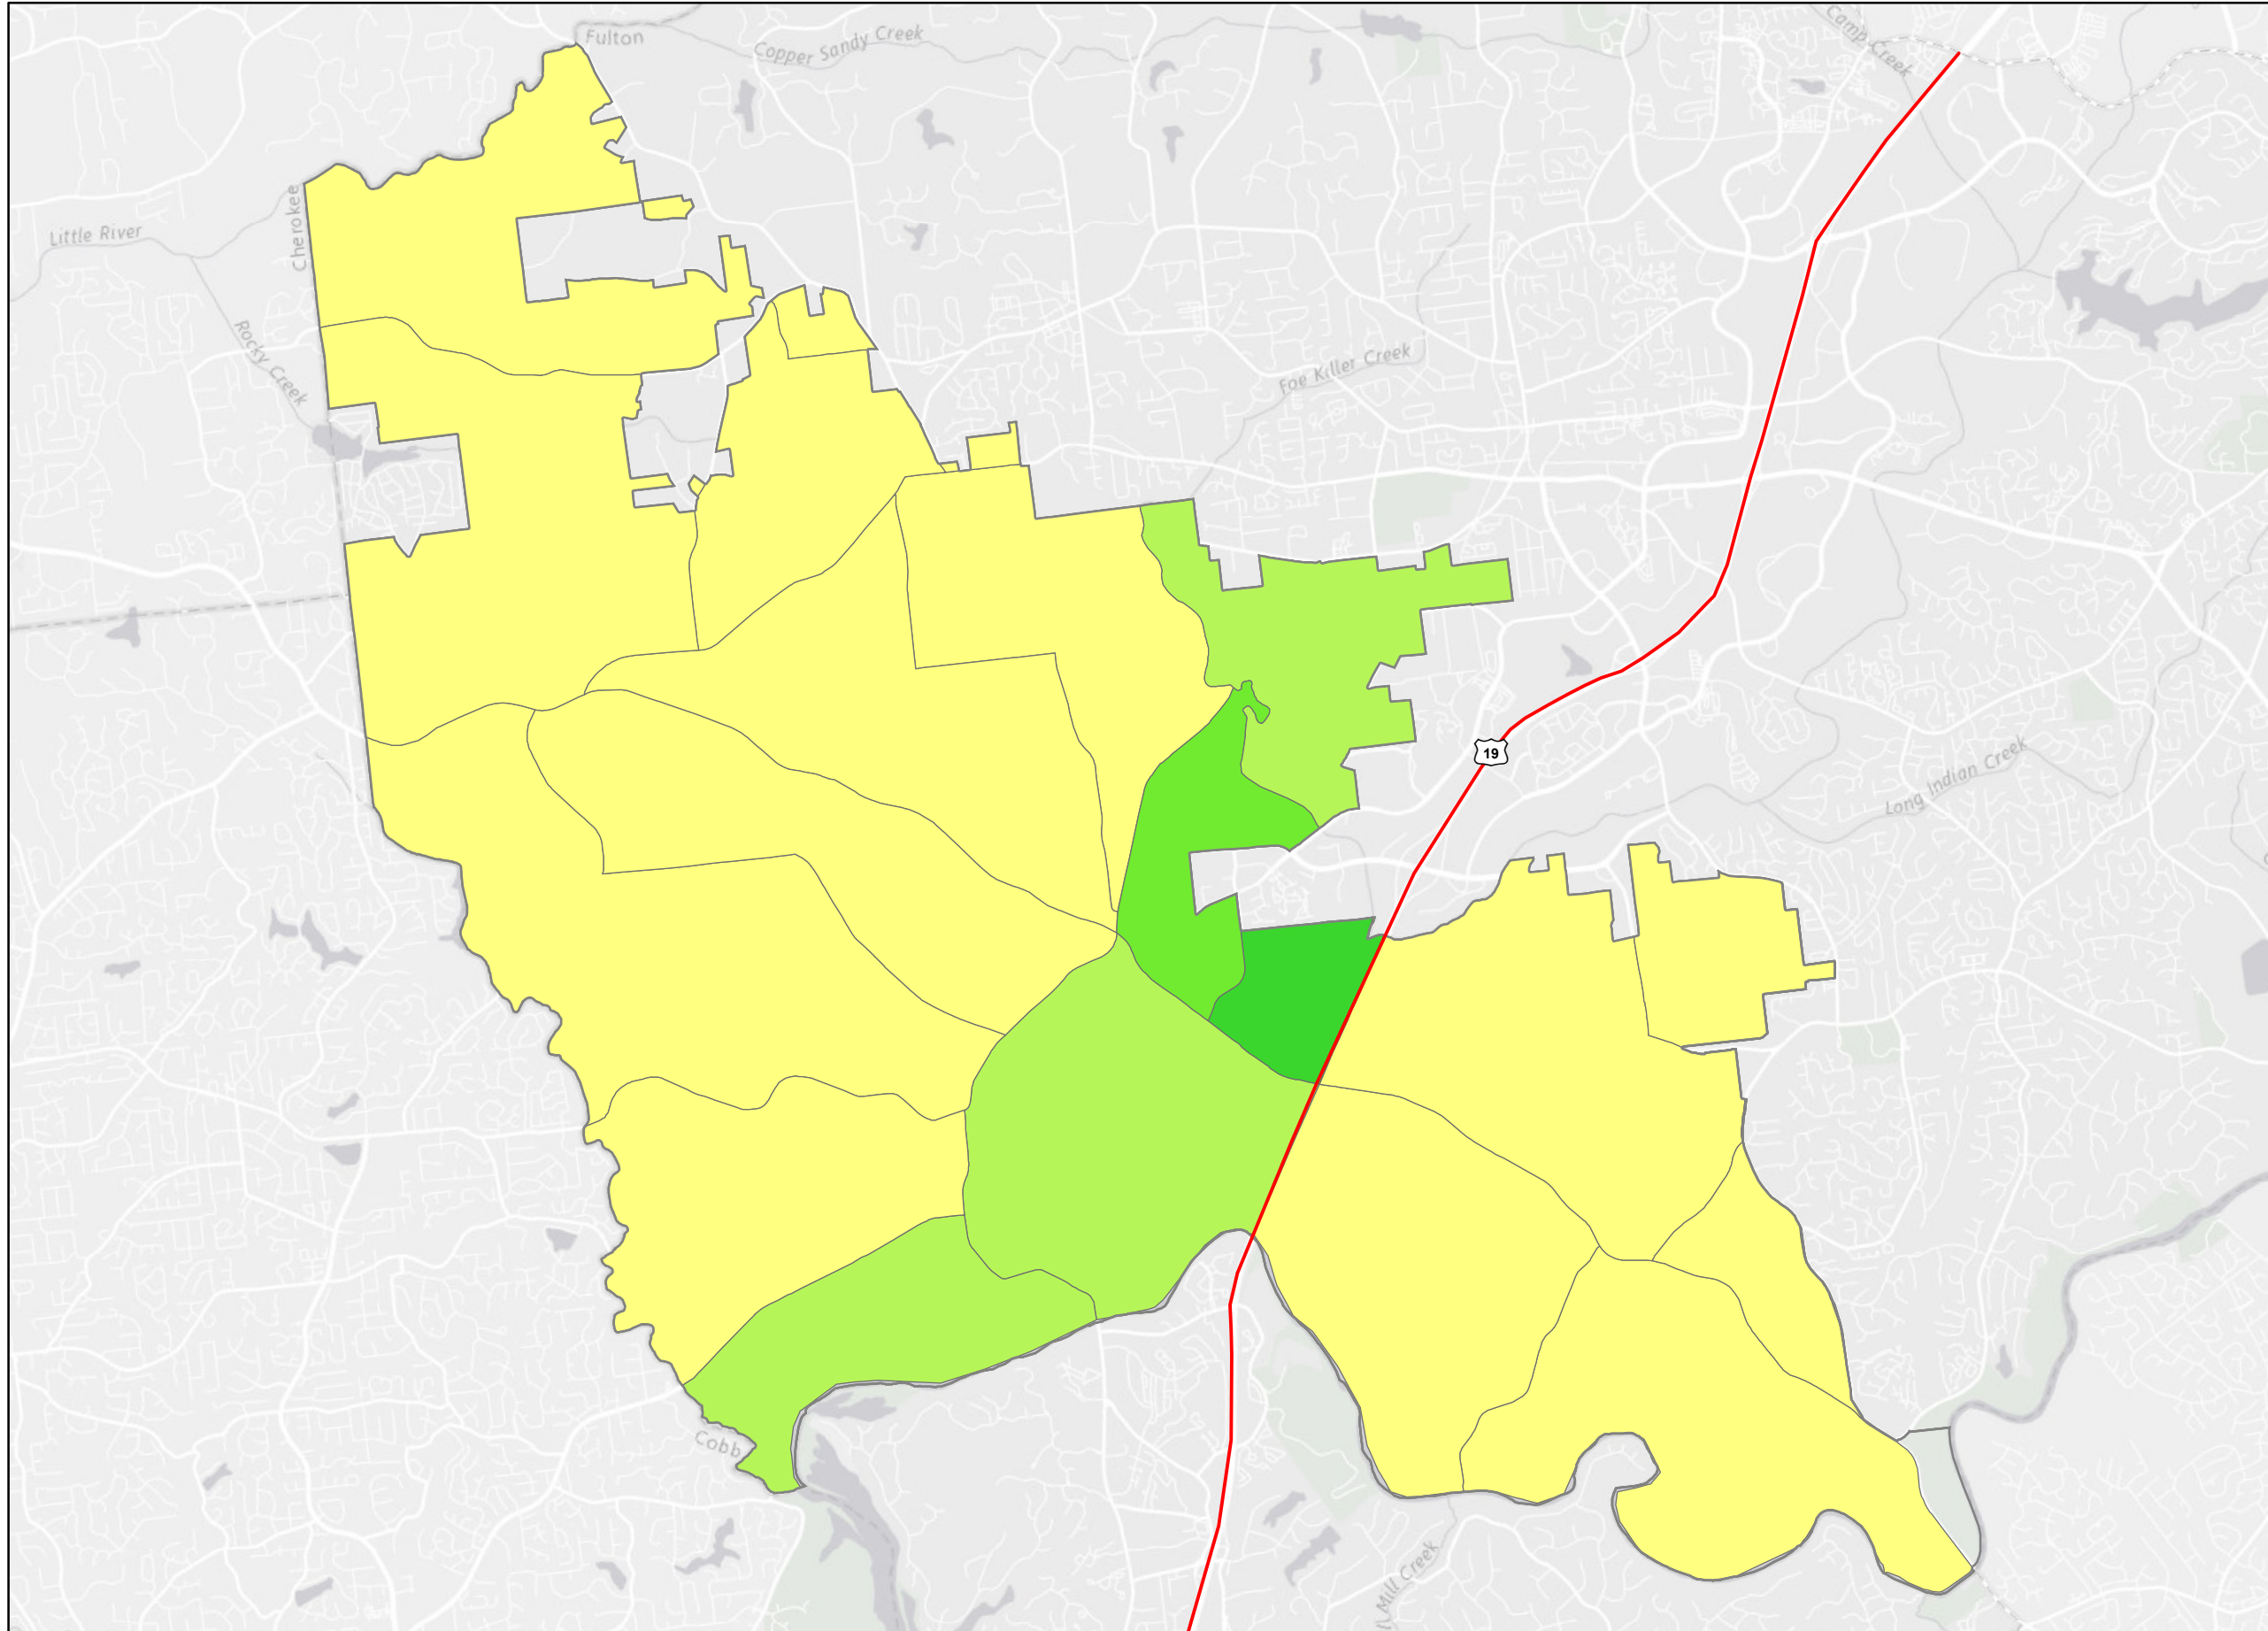 Fulton
Copper Sandy Creek
Camp Creek
Cherokee
Little River
Rocky Creek
Foe Killer Creek
19
Long Indian Creek
Cobb
Mill Creek